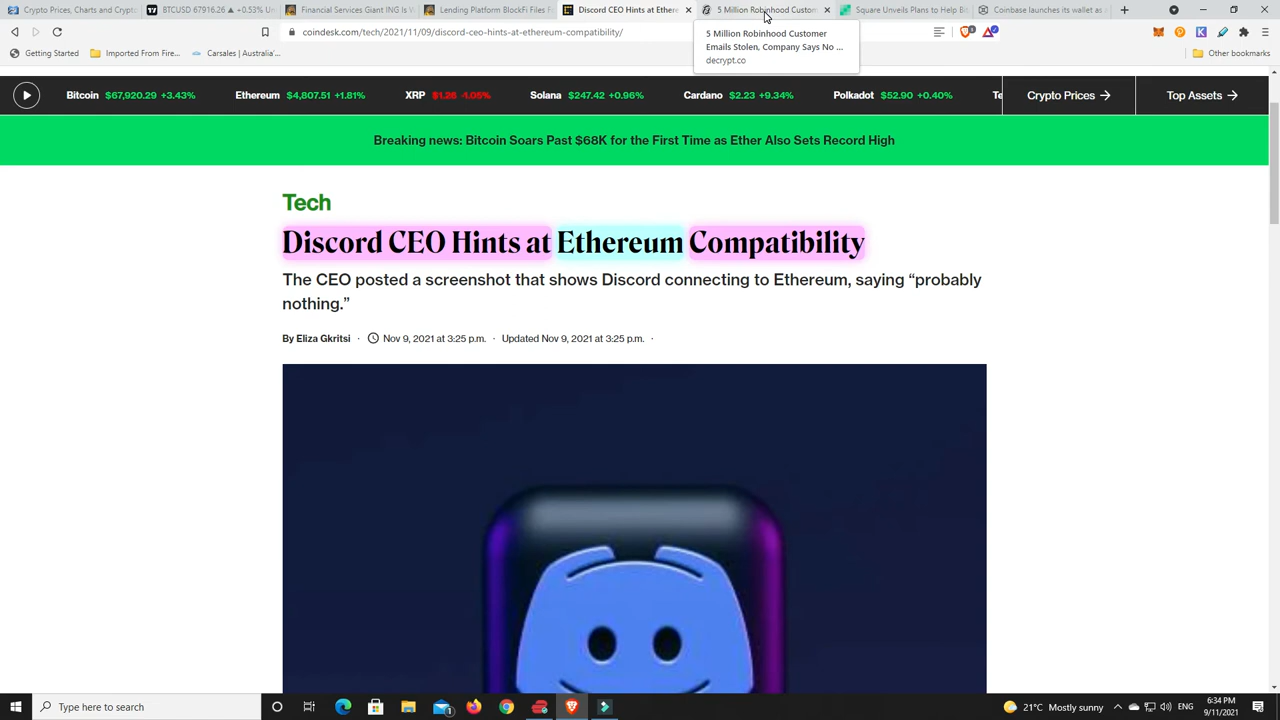 Crypto Prices, Charts and Crypto
BTCUSD 67916.26 ▲ +0.53% Un
Financial Services Giant ING Is W
Lending Platform BlockFi Files F
Discord CEO Hints at Ethere
5 Million Robinhood Custom
Square Unveils Plans to Help Bit
Coinbase launches its wallet as
coindesk.com/tech/2021/11/09/discord-ceo-hints-at-ethereum-compatibility/
5 Million Robinhood Customer
Emails Stolen, Company Says No ...
decrypt.co
Getting Started
Imported From Fire...
Carsales | Australia'...
Other bookmarks
Bitcoin $67,920.29 +3.43%
Ethereum $4,807.51 +1.81%
XRP $1.28 -1.05%
Solana $247.42 +0.96%
Cardano $2.23 +9.34%
Polkadot $52.90 +0.40%
Te
Crypto Prices →
Top Assets →
Breaking news: Bitcoin Soars Past $68K for the First Time as Ether Also Sets Record High
Tech
Discord CEO Hints at Ethereum Compatibility
The CEO posted a screenshot that shows Discord connecting to Ethereum, saying “probably
nothing.”
By Eliza Gkritsi · Nov 9, 2021 at 3:25 p.m. · Updated Nov 9, 2021 at 3:25 p.m. ·
Type here to search
21°C Mostly sunny
6:34 PM
9/11/2021